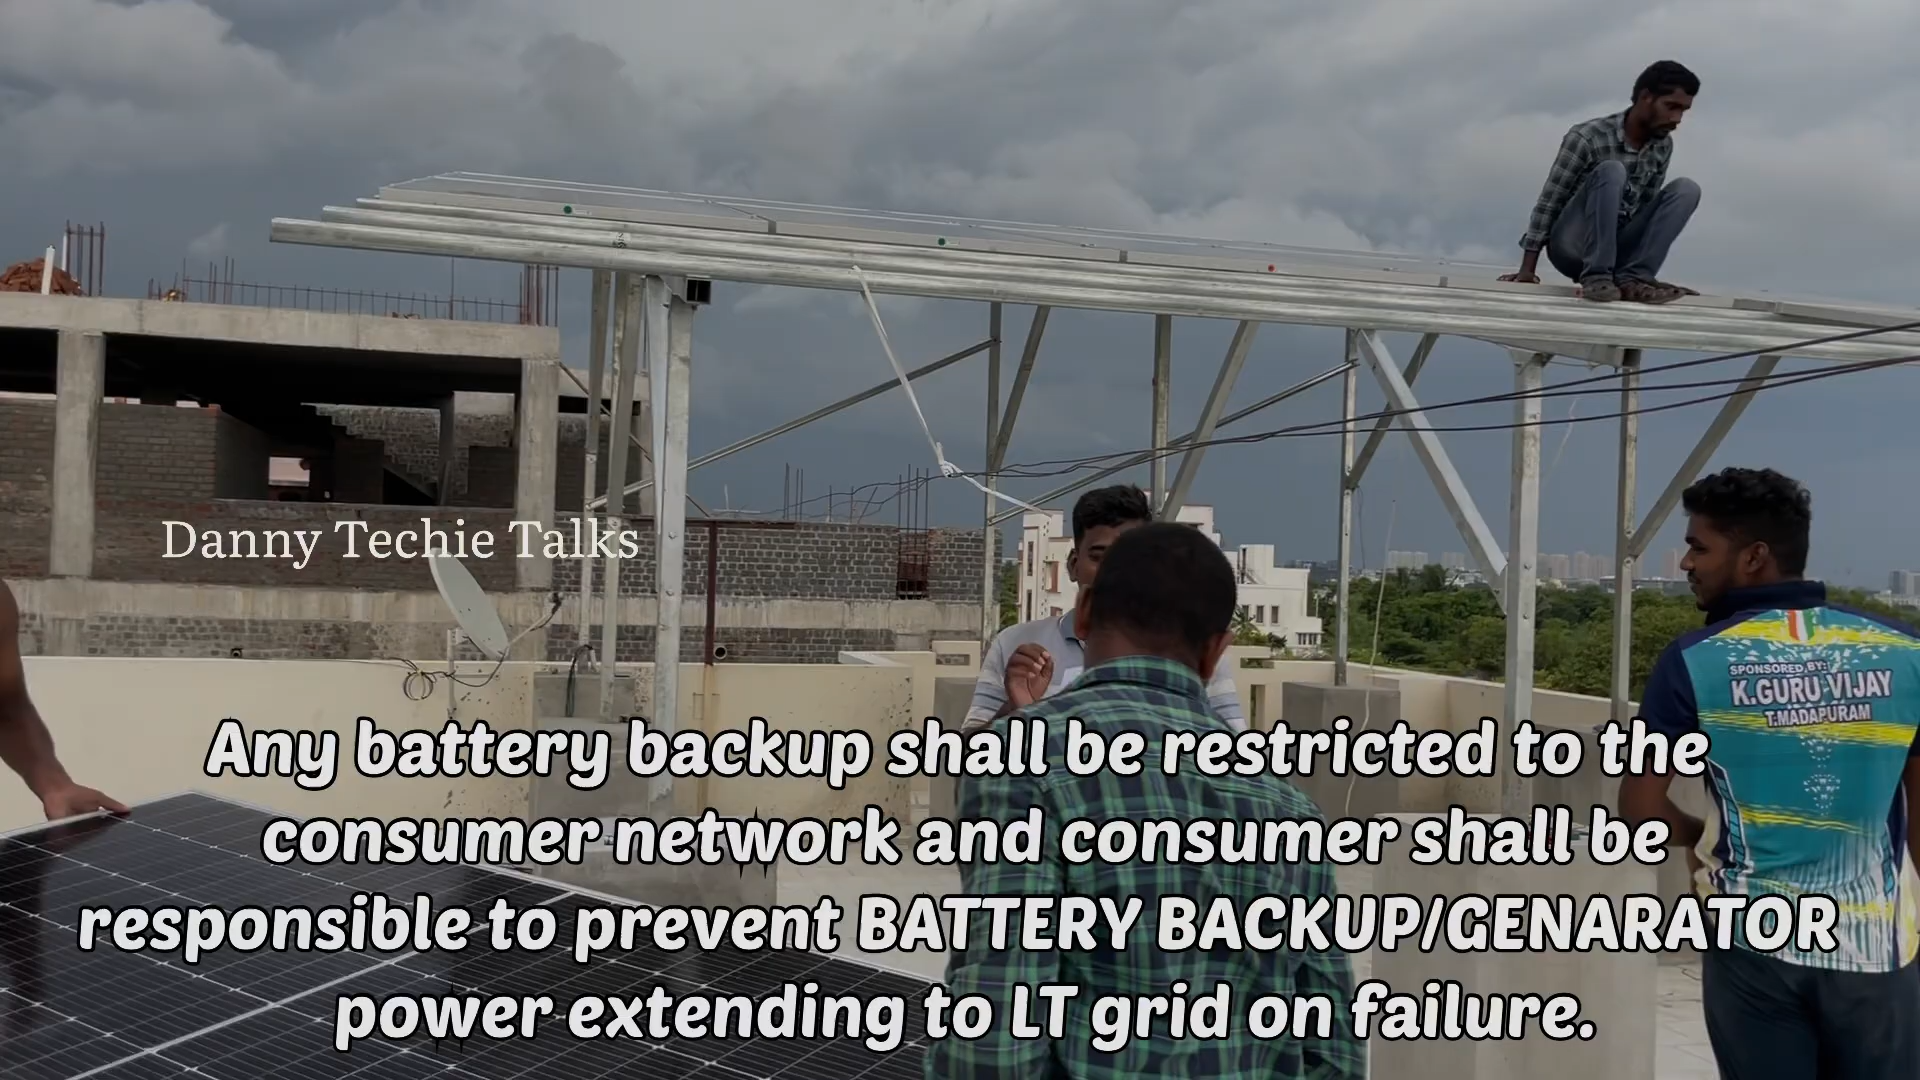 Danny Techie Talks
SPONSORED BY:
K.GURU VIJAY
T.MADAPURAM
Any battery backup shall be restricted to the
consumer network and consumer shall be
responsible to prevent BATTERY BACKUP/GENARATOR
power extending to LT grid on failure.